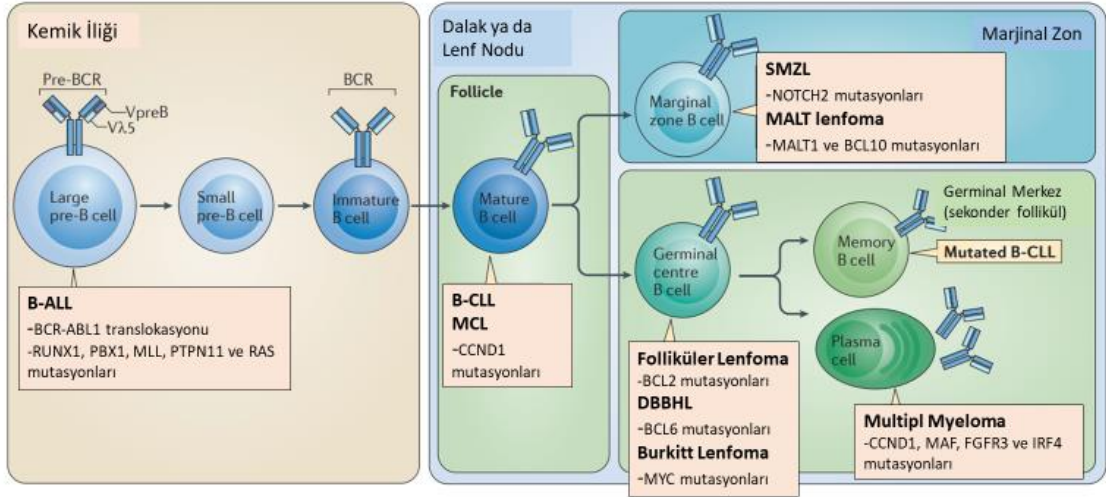 Kemik İliği
Pre-BCR
VpreB
Vλ5
BCR
Large
pre-B cell
Small
pre-B cell
Immature
B cell
B-ALL
-BCR-ABL1 translokasyonu
-RUNX1, PBX1, MLL, PTPN11 ve RAS
mutasyonları
Dalak ya da
Lenf Nodu
Follicle
Mature
B cell
B-CLL
MCL
-CCND1
mutasyonları
Marjinal Zon
Marginal
zone B cell
SMZL
-NOTCH2 mutasyonları
MALT lenfoma
-MALT1 ve BCL10 mutasyonları
Germinal Merkez
(sekonder follikül)
Germinal
centre
B cell
Memory
B cell
Mutated B-CLL
Plasma
cell
Folliküler Lenfoma
-BCL2 mutasyonları
DBBHL
-BCL6 mutasyonları
Burkitt Lenfoma
-MYC mutasyonları
Multipl Myeloma
-CCND1, MAF, FGFR3 ve IRF4
mutasyonları